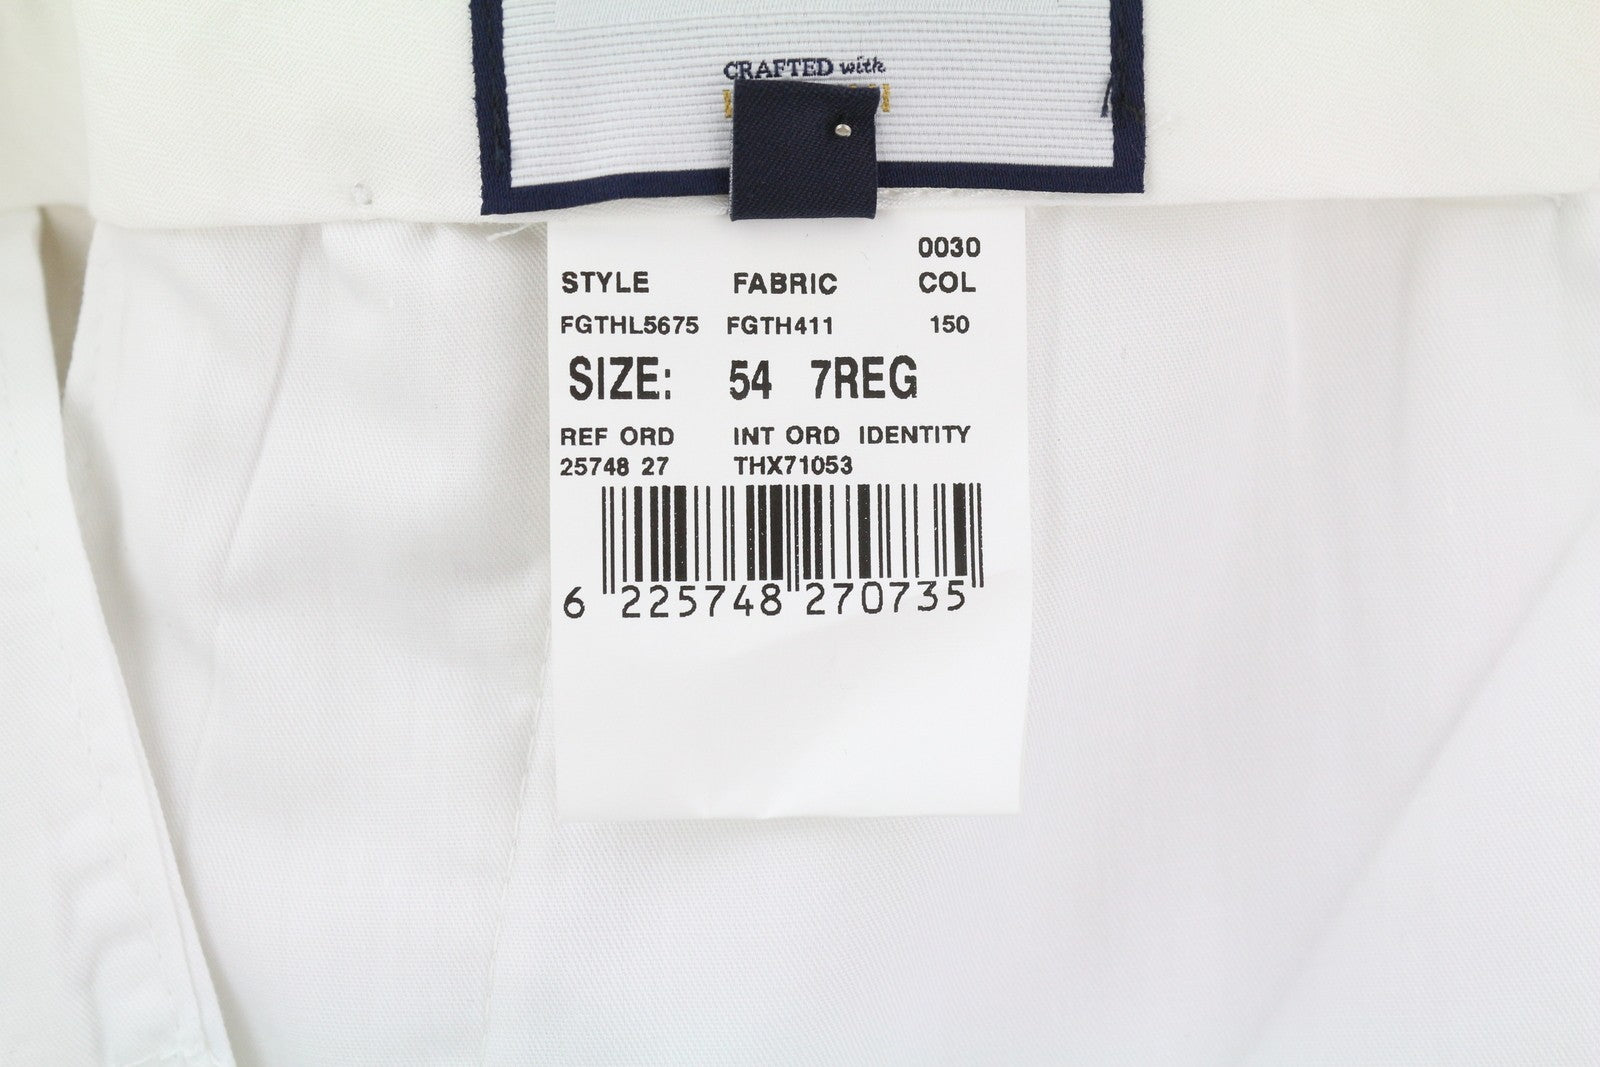 CRAFTED with
0030
STYLE FABRIC COL
FGTHL5675 FGTH411 150
SIZE: 54 7REG
REF ORD INT ORD IDENTITY
25748 27 THX71053
6 225748 270735